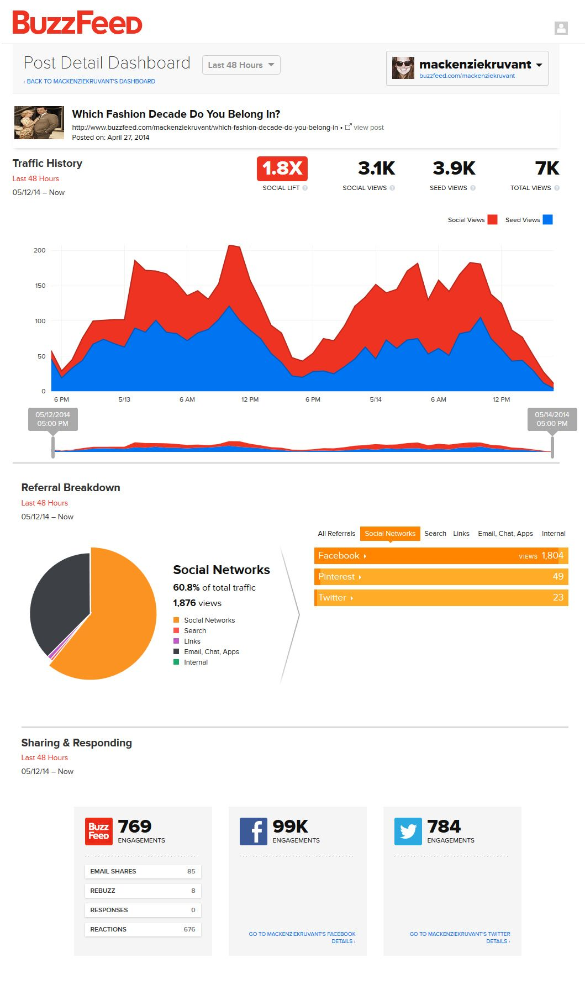 BuzzFeeD
Post Detail Dashboard
Last 48 Hours
mackenziekruvant
buzzfeed.com/mackenziekruvant
‹ BACK TO MACKENZIEKRUVANT'S DASHBOARD
Which Fashion Decade Do You Belong In?
http://www.buzzfeed.com/mackenziekruvant/which-fashion-decade-do-you-belong-in • view post
Posted on: April 27, 2014
Traffic History
Last 48 Hours
05/12/14 – Now
1.8X
SOCIAL LIFT ?
3.1K
SOCIAL VIEWS ?
3.9K
SEED VIEWS ?
7K
TOTAL VIEWS ?
Social Views
Seed Views
200
150
100
50
0
6 PM 5/13 6 AM 12 PM 6 PM 5/14 6 AM 12 PM
05/12/2014
05:00 PM
05/14/2014
05:00 PM
Referral Breakdown
Last 48 Hours
05/12/14 – Now
Social Networks
60.8% of total traffic
1,876 views
Social Networks
Search
Links
Email, Chat, Apps
Internal
All Referrals Social Networks Search Links Email, Chat, Apps Internal
Facebook VIEWS 1,804
Pinterest 49
Twitter 23
Sharing & Responding
Last 48 Hours
05/12/14 – Now
BuzzFeed
769
ENGAGEMENTS
EMAIL SHARES 85
REBUZZ 8
RESPONSES 0
REACTIONS 676
f
99K
ENGAGEMENTS
GO TO MACKENZIEKRUVANT'S FACEBOOK
DETAILS ›
784
ENGAGEMENTS
GO TO MACKENZIEKRUVANT'S TWITTER
DETAILS ›